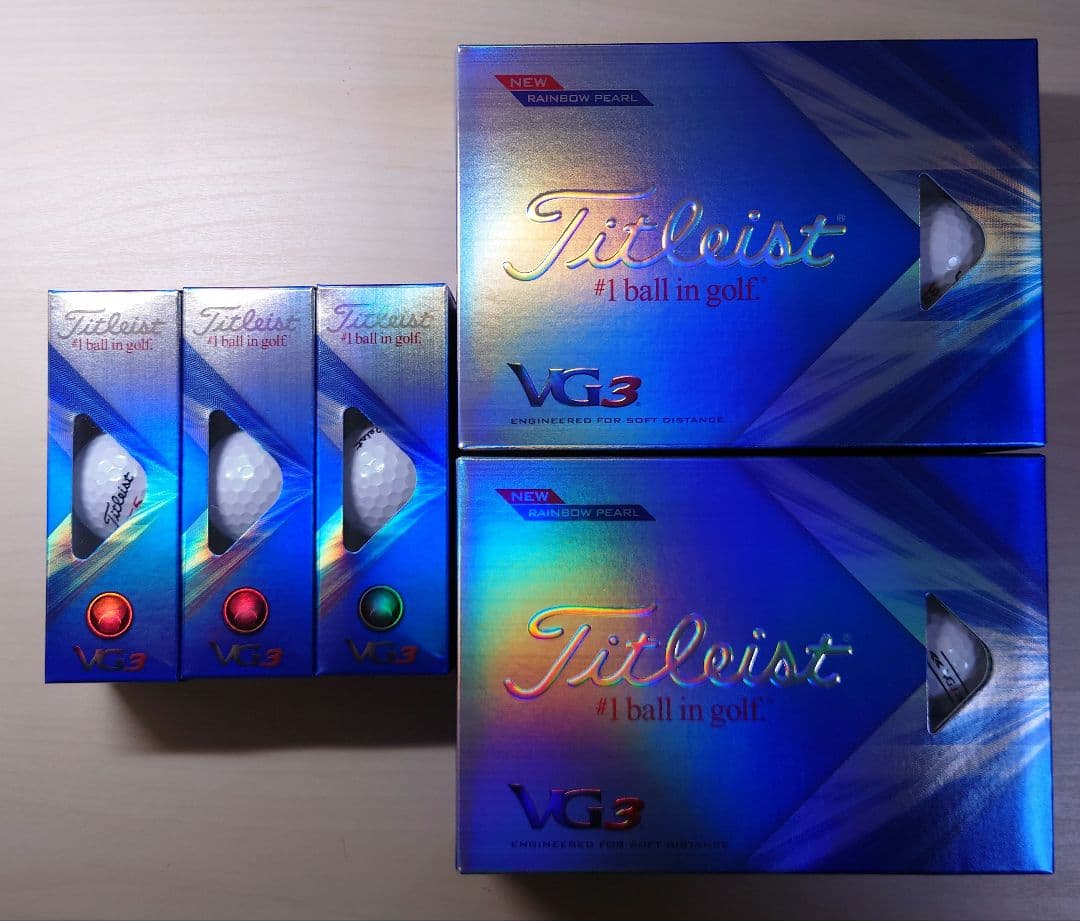 NEW
RAINBOW PEARL
Titleist®
#1 ball in golf.®
VG3
ENGINEERED FOR SOFT DISTANCE
Titleist
#1 ball in golf.
Titleist
VG3
Titleist
#1 ball in golf.
VG3
Titleist
#1 ball in golf.
VG3
NEW
RAINBOW PEARL
Titleist®
#1 ball in golf.®
VG3
ENGINEERED FOR SOFT DISTANCE